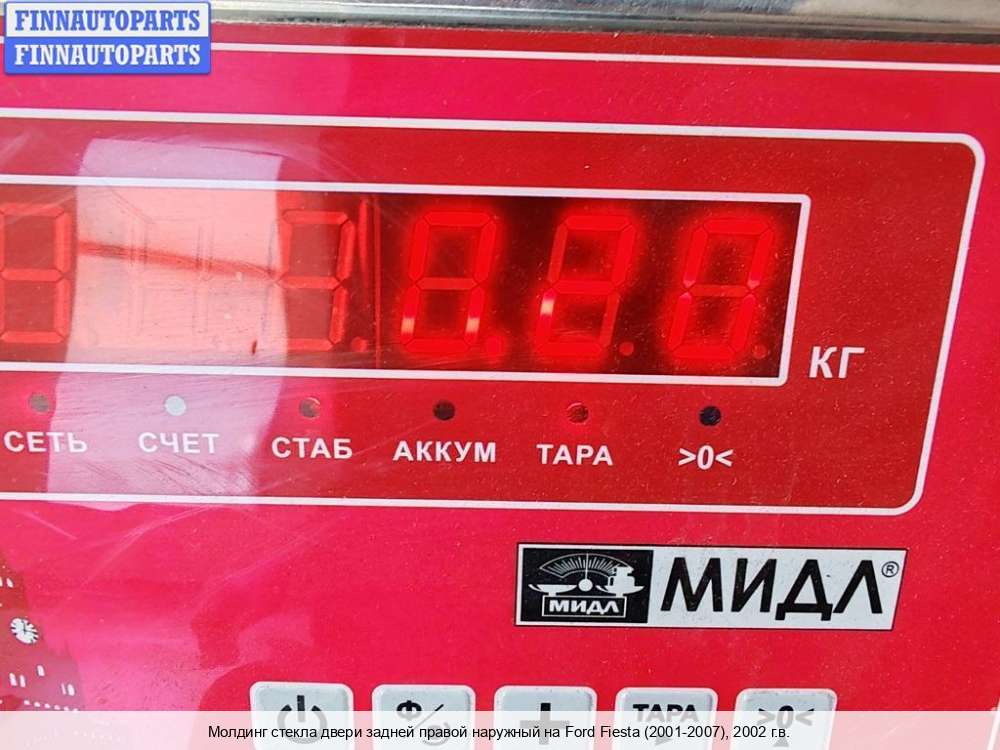 FINNAUTOPARTS
FINNAUTOPARTS
КГ
СЕТЬ СЧЕТ СТАБ АККУМ ТАРА >0<
МИДЛ МИДЛ®
ТАРА >0<
Молдинг стекла двери задней правой наружный на Ford Fiesta (2001-2007), 2002 г.в.